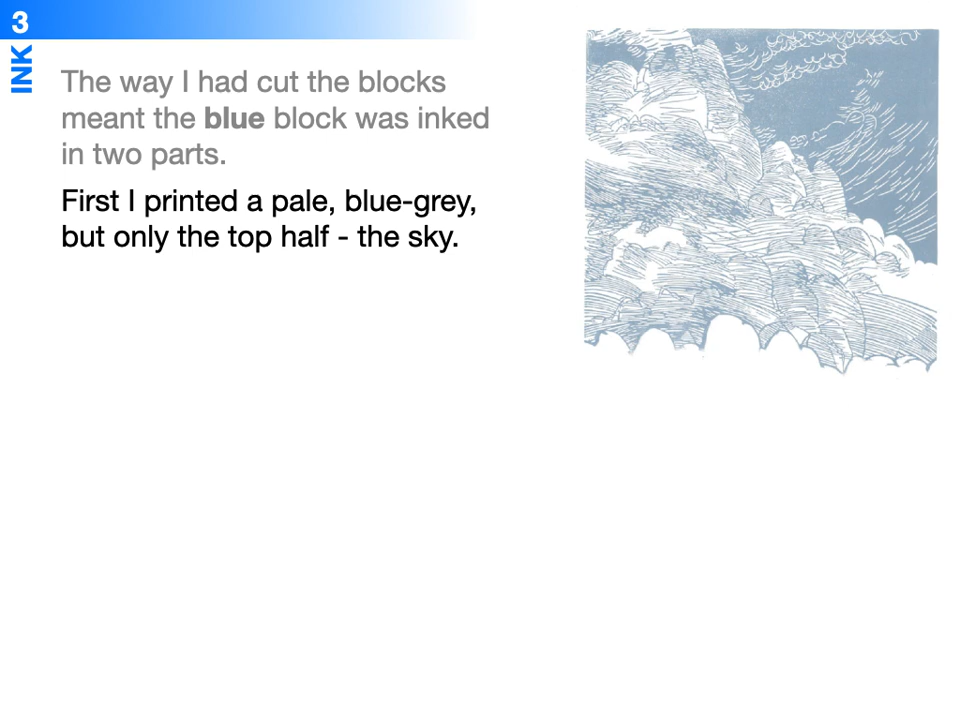 3
INK
The way I had cut the blocks
meant the blue block was inked
in two parts.
First I printed a pale, blue-grey,
but only the top half - the sky.